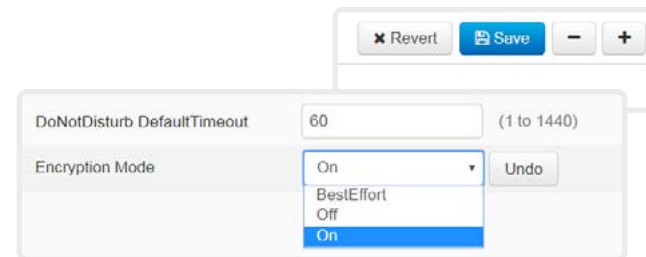 ✖ Revert Save − +
DoNotDisturb DefaultTimeout 60 (1 to 1440)
Encryption Mode On Undo
BestEffort
Off
On